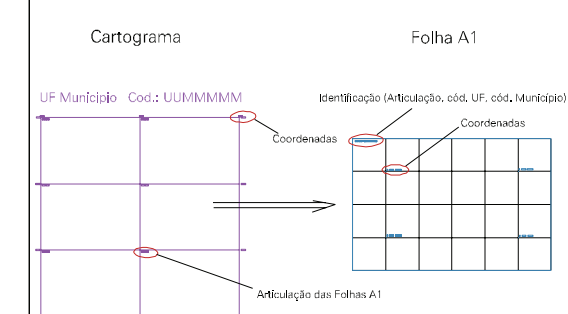 Cartograma
Folha A1
UF Município Cod.: UUMMMMM
Identificação (Articulação, cód. UF, cód. Município)
Coordenadas
Coordenadas
Articulação das Folhas A1